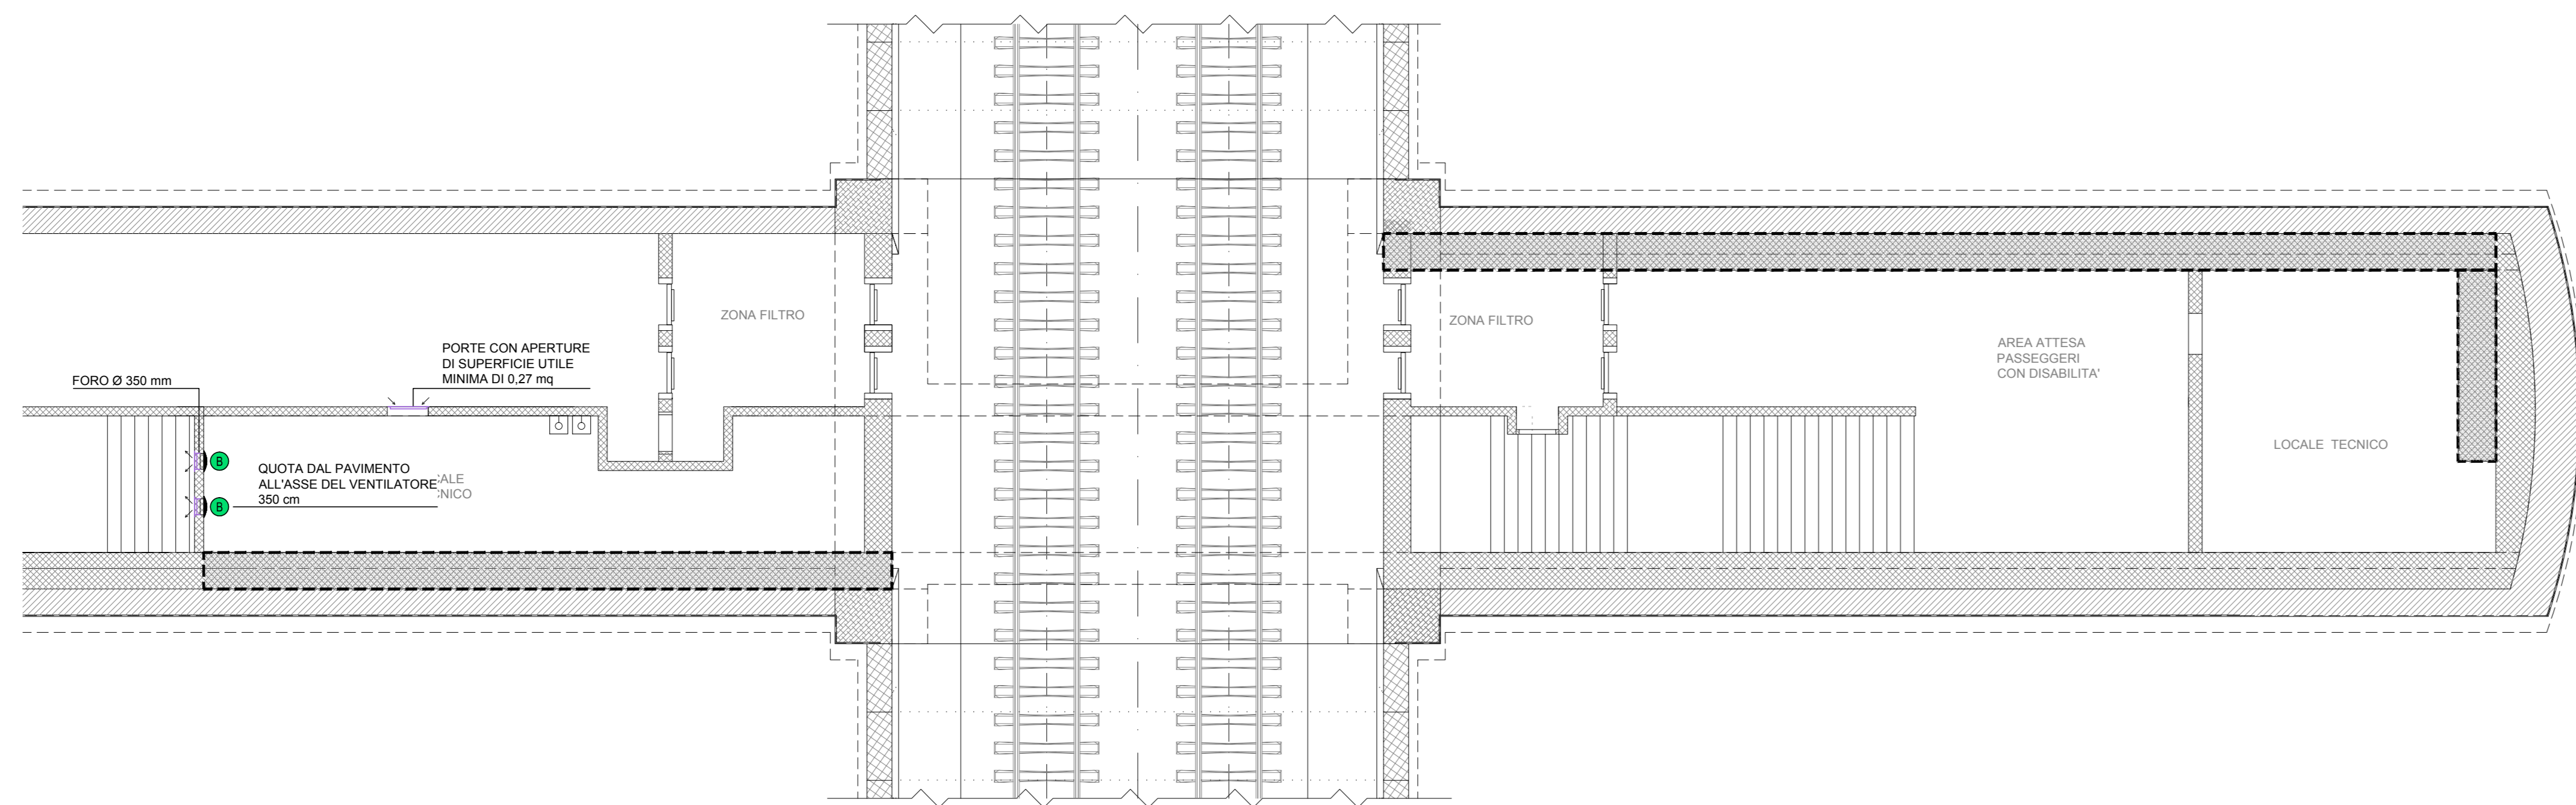 ZONA FILTRO
ZONA FILTRO
PORTE CON APERTURE
DI SUPERFICIE UTILE
MINIMA DI 0,27 mq
FORO Ø 350 mm
AREA ATTESA
PASSEGGERI
CON DISABILITA'
LOCALE TECNICO
B
QUOTA DAL PAVIMENTO
ALL'ASSE DEL VENTILATORE
350 cm
B